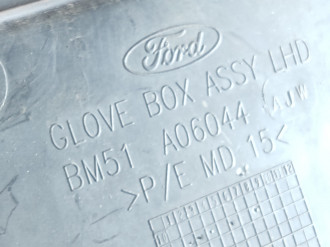 Ford
GLOVE BOX ASSY LHD
BM51 A06044 AJW
>P/E MD 15<